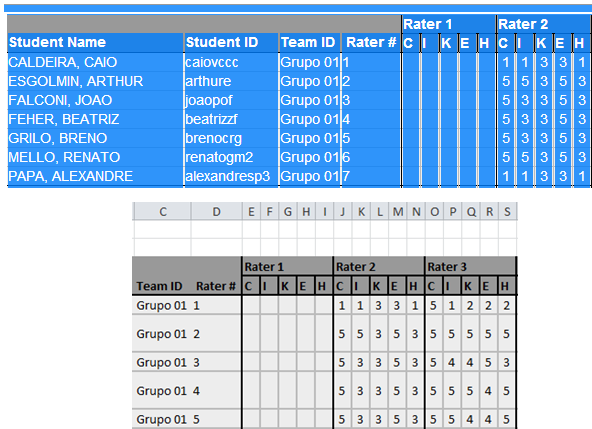 Rater 1 Rater 2
Student Name Student ID Team ID Rater # C I K E H C I K E H
CALDEIRA, CAIO caiovccc Grupo 01 1 1 1 3 3 1
ESGOLMIN, ARTHUR arthure Grupo 01 2 5 5 3 5 3
FALCONI, JOAO joaopof Grupo 01 3 5 3 3 5 3
FEHER, BEATRIZ beatrizzf Grupo 01 4 5 5 3 5 3
GRILO, BRENO brenocrg Grupo 01 5 5 3 3 5 3
MELLO, RENATO renatogm2 Grupo 01 6 5 5 3 5 3
PAPA, ALEXANDRE alexandresp3 Grupo 01 7 1 1 3 3 1
C D E F G H I J K L M N O P Q R S
Rater 1 Rater 2 Rater 3
Team ID Rater # C I K E H C I K E H C I K E H
Grupo 01 1 1 1 3 3 1 5 1 2 2 2
Grupo 01 2 5 5 3 5 3 5 5 5 5 5
Grupo 01 3 5 3 3 5 3 5 4 4 5 3
Grupo 01 4 5 5 3 5 3 5 5 4 5 5
Grupo 01 5 5 3 3 5 3 5 5 4 4 5